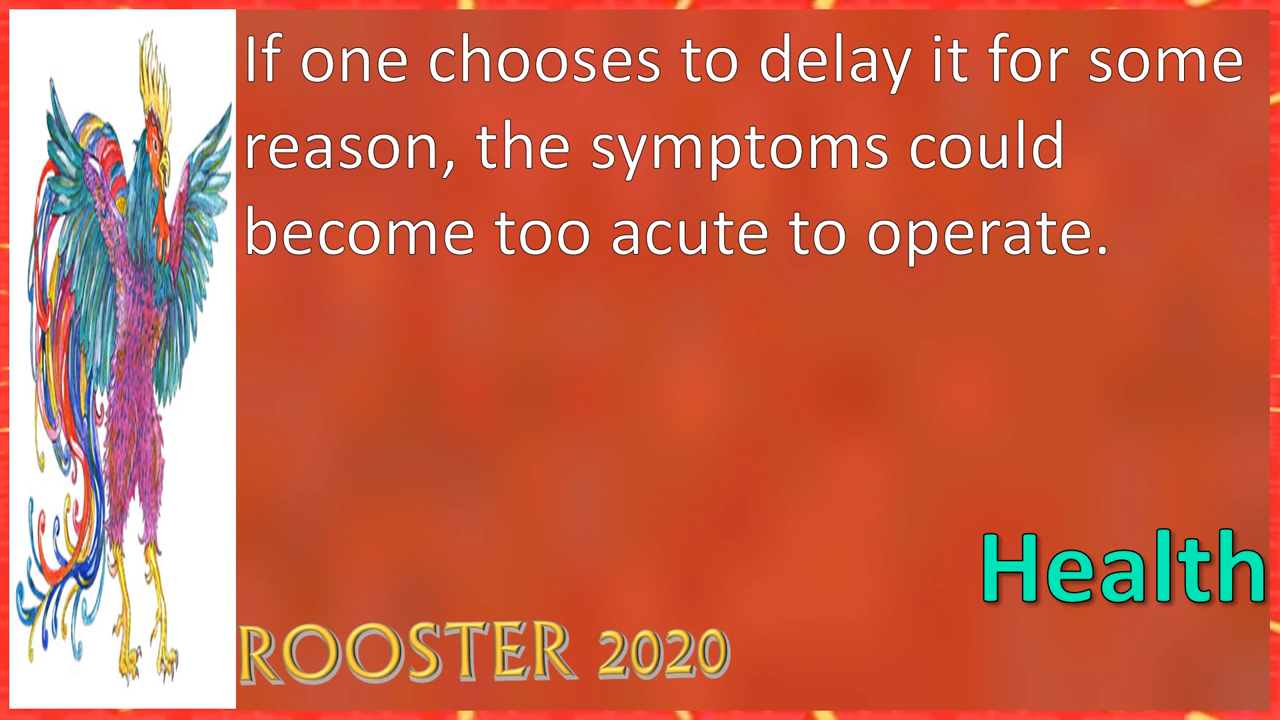 If one chooses to delay it for some
reason, the symptoms could
become too acute to operate.
Health
ROOSTER 2020